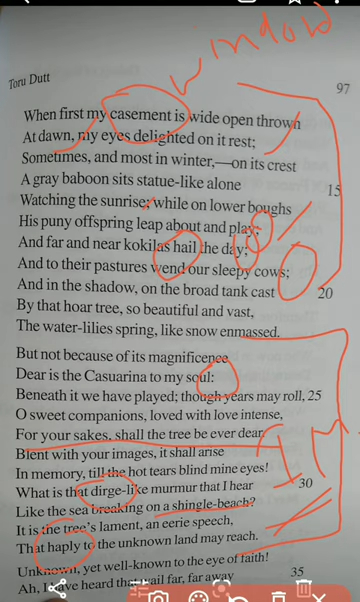 window
Toru Dutt
97
When first my casement is wide open thrown
At dawn, my eyes delighted on it rest;
Sometimes, and most in winter,—on its crest
A gray baboon sits statue-like alone 15
Watching the sunrise; while on lower boughs
His puny offspring leap about and play;
And far and near kokilas hail the day;
And to their pastures wend our sleepy cows;
And in the shadow, on the broad tank cast 20
By that hoar tree, so beautiful and vast,
The water-lilies spring, like snow enmassed.
But not because of its magnificence
Dear is the Casuarina to my soul:
Beneath it we have played; though years may roll, 25
O sweet companions, loved with love intense,
For your sakes, shall the tree be ever dear.
Blent with your images, it shall arise
In memory, till the hot tears blind mine eyes!
What is that dirge-like murmur that I hear 30
Like the sea breaking on a shingle-beach?
It is the tree's lament, an eerie speech,
That haply to the unknown land may reach.
Unknown, yet well-known to the eye of faith!
Ah, I have heard that wail far, far away 35